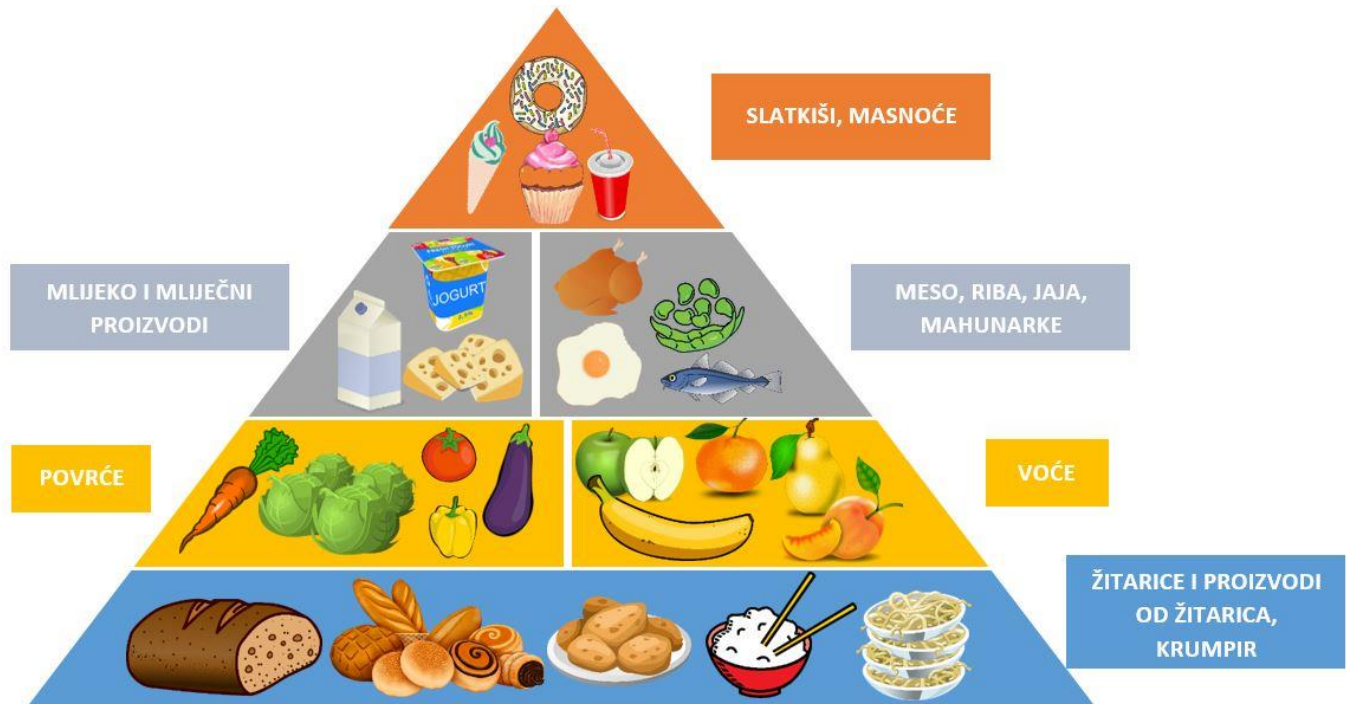 SLATKIŠI, MASNOĆE
MLIJEKO I MLIJEČNI
PROIZVODI
JOGURT
MESO, RIBA, JAJA,
MAHUNARKE
POVRĆE
VOĆE
ŽITARICE I PROIZVODI
OD ŽITARICA,
KRUMPIR